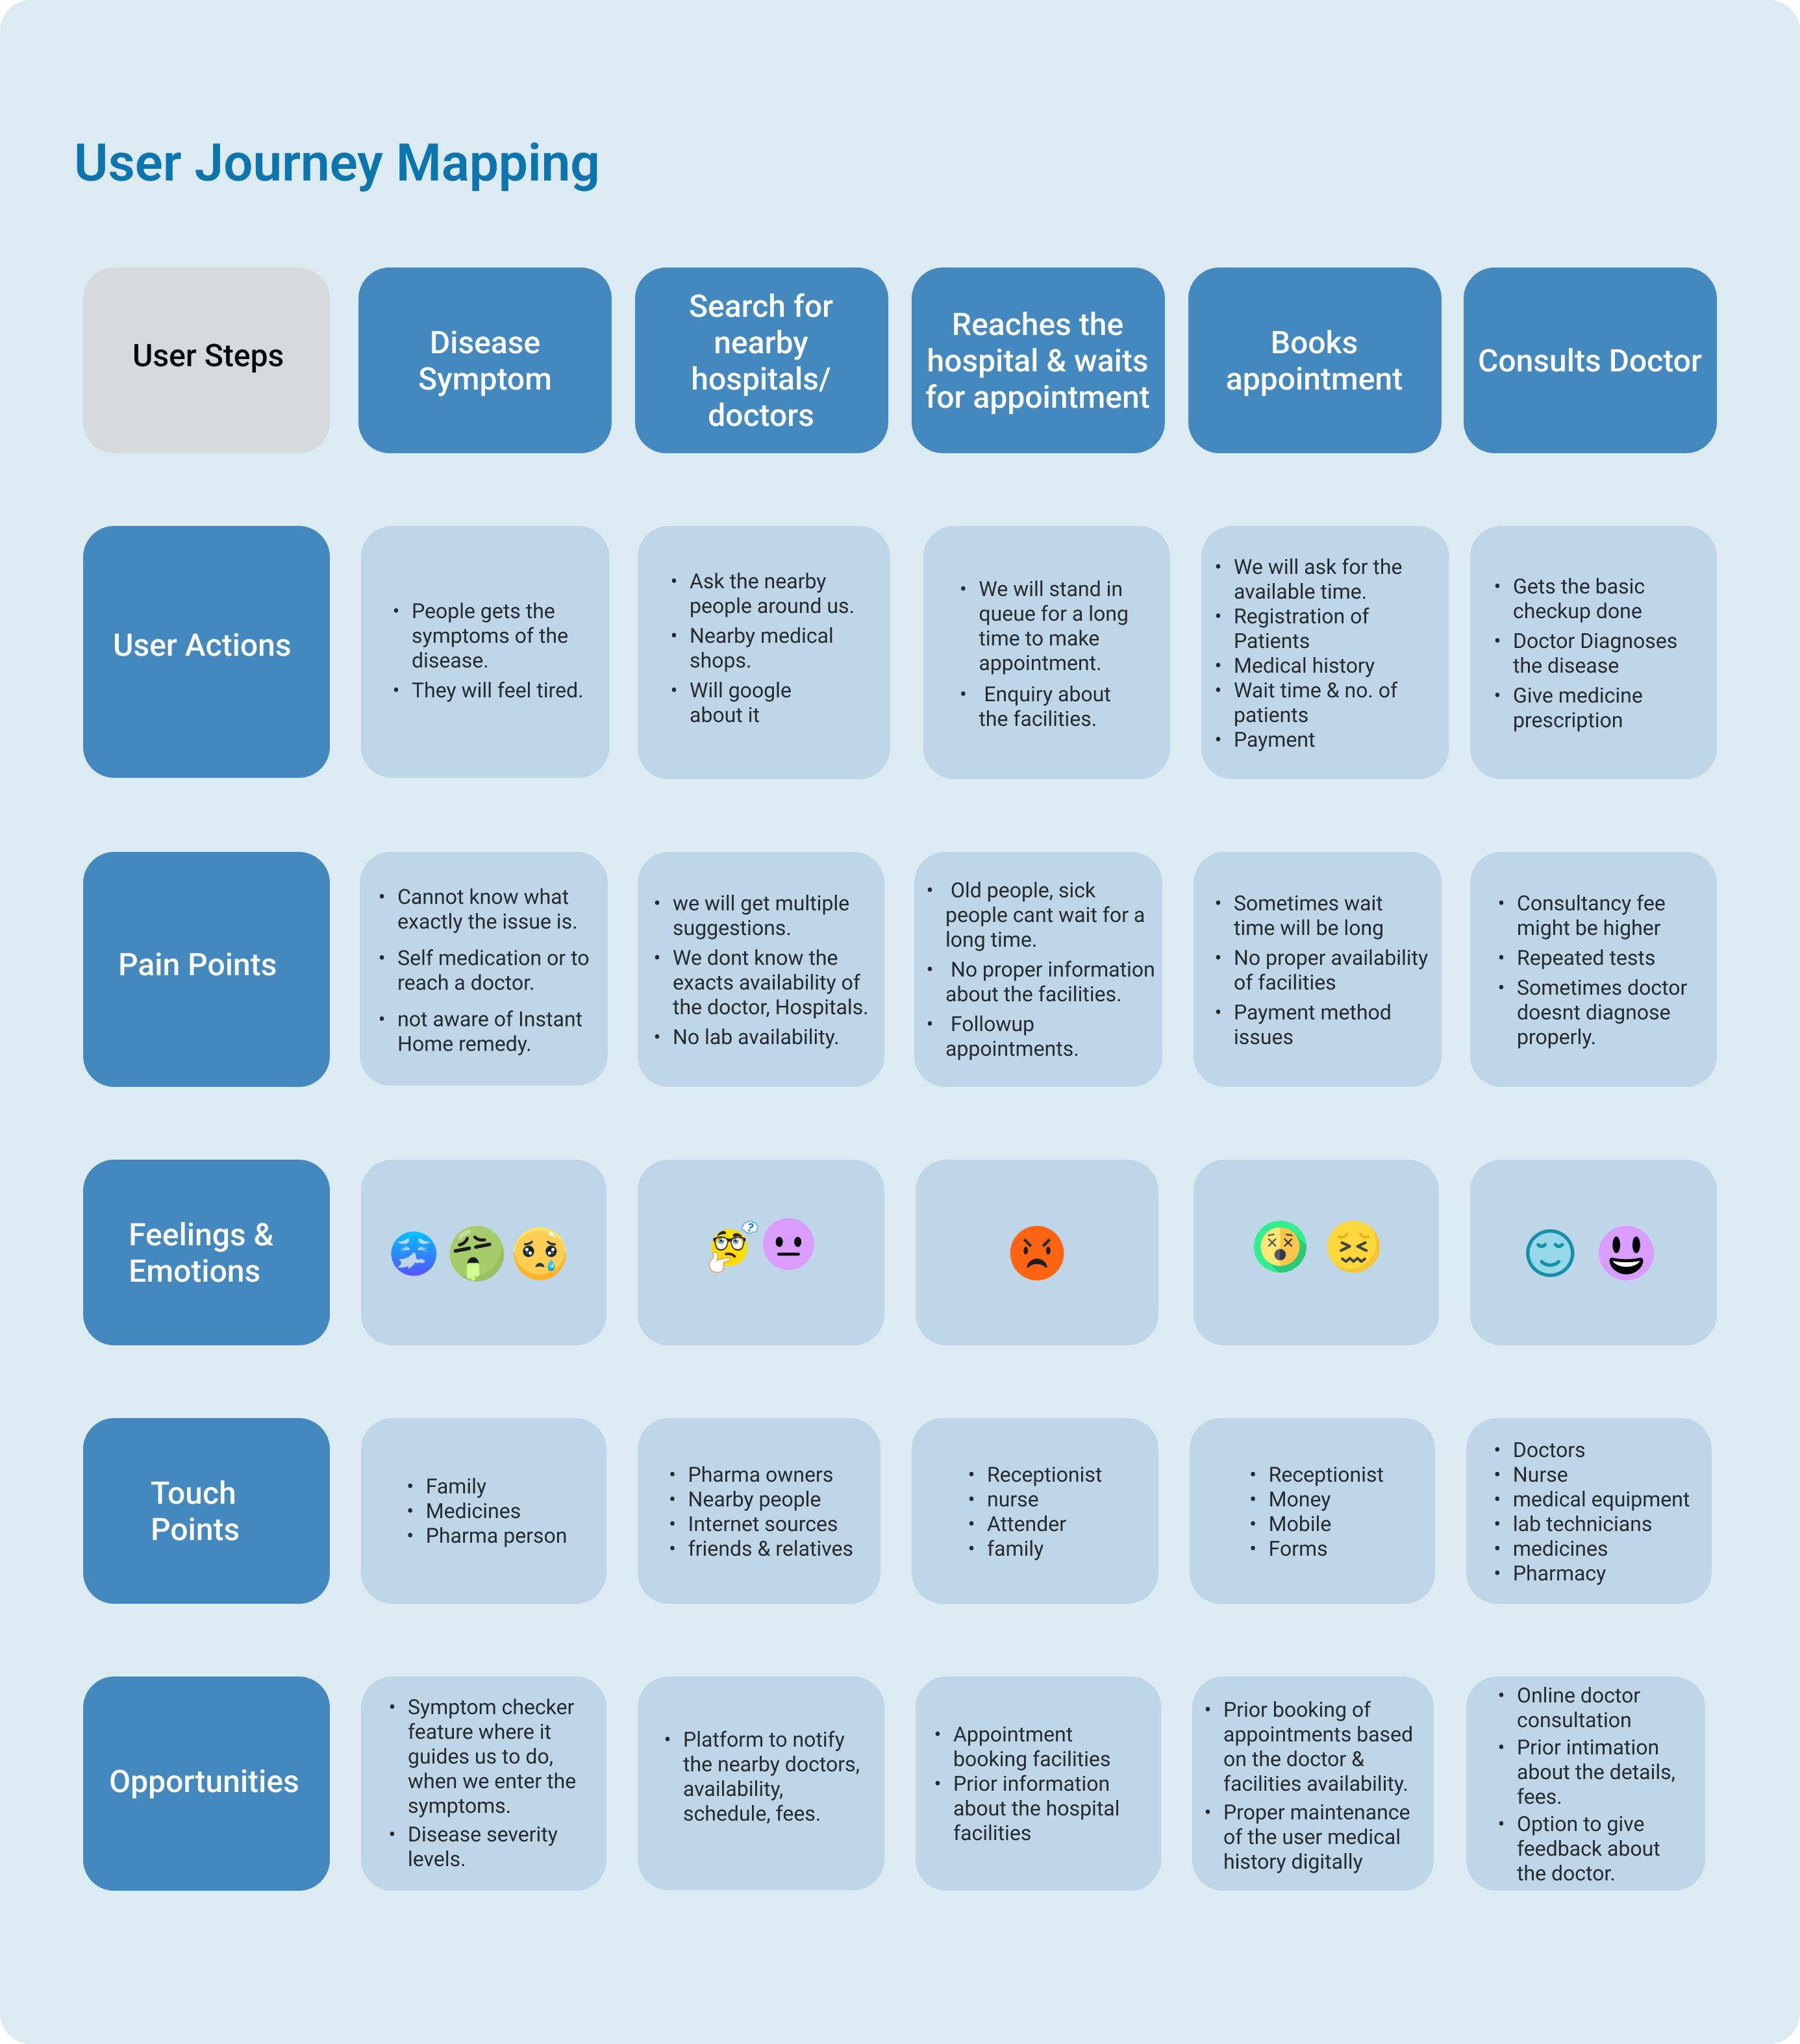 User Journey Mapping
User Steps
Disease
Symptom
Search for
nearby
hospitals/
doctors
Reaches the
hospital & waits
for appointment
Books
appointment
Consults Doctor
User Actions
• People gets the
symptoms of the
disease.
• They will feel tired.
• Ask the nearby
people around us.
• Nearby medical
shops.
• Will google
about it
• We will stand in
queue for a long
time to make
appointment.
• Enquiry about
the facilities.
• We will ask for the
available time.
• Registration of
Patients
• Medical history
• Wait time & no. of
patients
• Payment
• Gets the basic
checkup done
• Doctor Diagnoses
the disease
• Give medicine
prescription
Pain Points
• Cannot know what
exactly the issue is.
• Self medication or to
reach a doctor.
• not aware of Instant
Home remedy.
• we will get multiple
suggestions.
• We dont know the
exacts availability of
the doctor, Hospitals.
• No lab availability.
• Old people, sick
people cant wait for a
long time.
• No proper information
about the facilities.
• Followup
appointments.
• Sometimes wait
time will be long
• No proper availability
of facilities
• Payment method
issues
• Consultancy fee
might be higher
• Repeated tests
• Sometimes doctor
doesnt diagnose
properly.
Feelings &
Emotions
?
Touch
Points
• Family
• Medicines
• Pharma person
• Pharma owners
• Nearby people
• Internet sources
• friends & relatives
• Receptionist
• nurse
• Attender
• family
• Receptionist
• Money
• Mobile
• Forms
• Doctors
• Nurse
• medical equipment
• lab technicians
• medicines
• Pharmacy
Opportunities
• Symptom checker
feature where it
guides us to do,
when we enter the
symptoms.
• Disease severity
levels.
• Platform to notify
the nearby doctors,
availability,
schedule, fees.
• Appointment
booking facilities
• Prior information
about the hospital
facilities
• Prior booking of
appointments based
on the doctor &
facilities availability.
• Proper maintenance
of the user medical
history digitally
• Online doctor
consultation
• Prior intimation
about the details,
fees.
• Option to give
feedback about
the doctor.